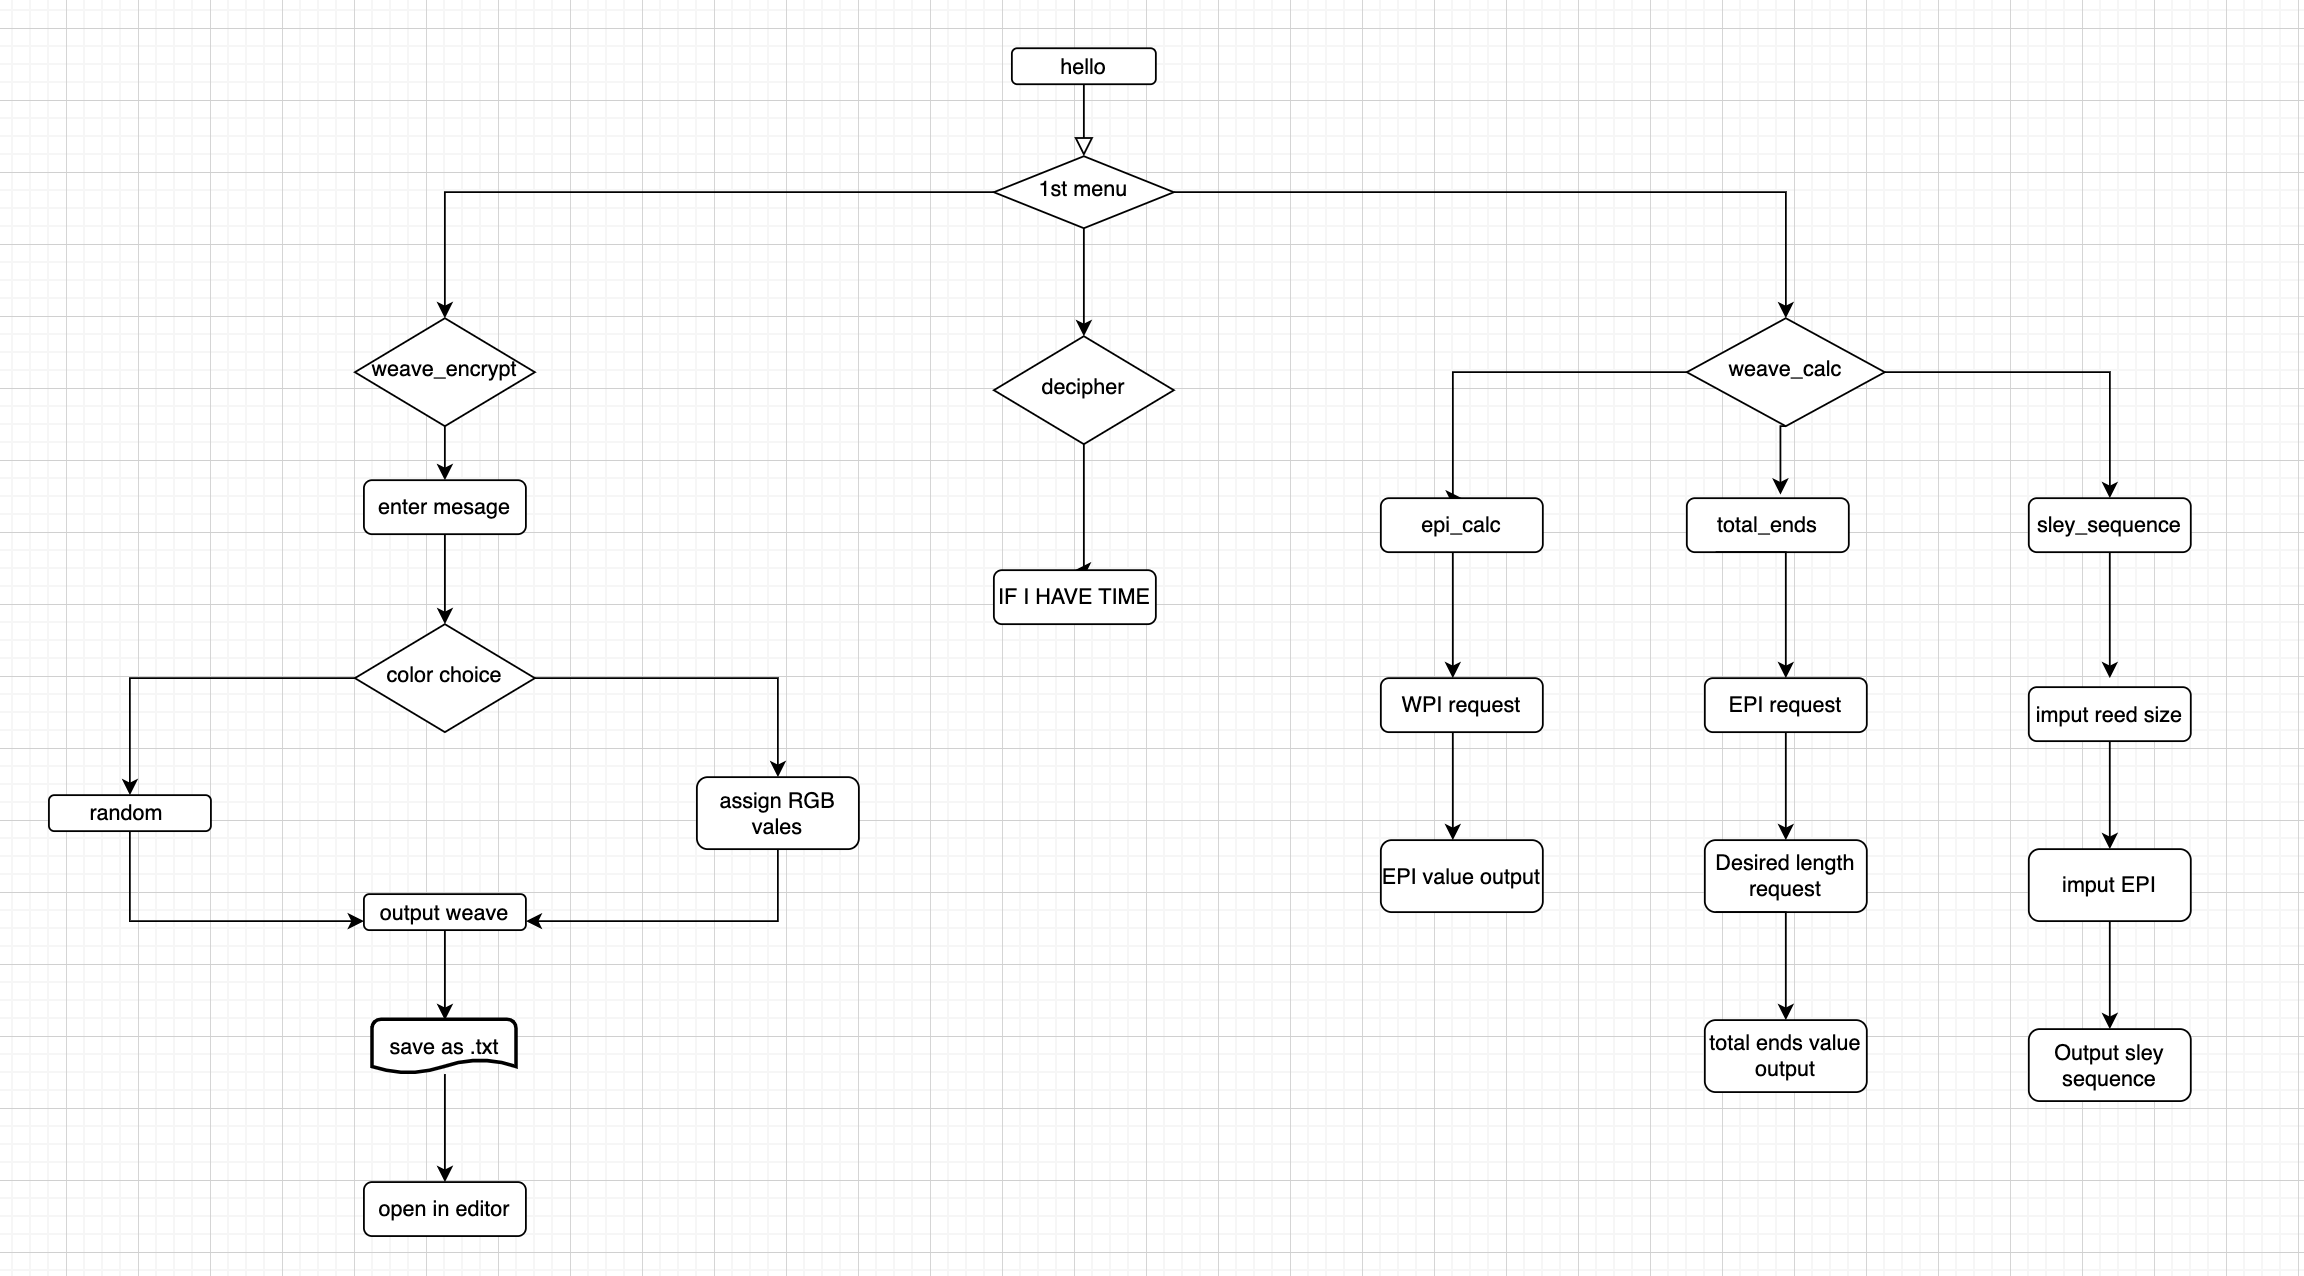 hello
1st menu
weave_encrypt
decipher
weave_calc
enter mesage
epi_calc
total_ends
sley_sequence
IF I HAVE TIME
color choice
WPI request
EPI request
imput reed size
random
assign RGB
vales
EPI value output
Desired length
request
imput EPI
output weave
save as .txt
total ends value
output
Output sley
sequence
open in editor